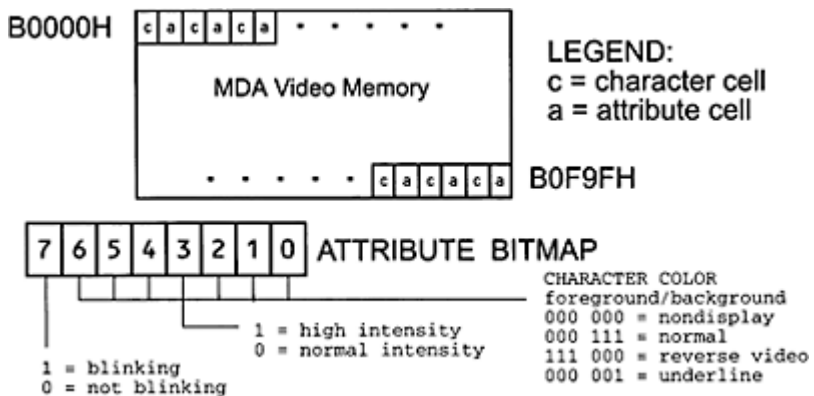 B0000H
c a c a c a . . . . .
MDA Video Memory
LEGEND:
c = character cell
a = attribute cell
. . . . . c a c a c a
B0F9FH
7 6 5 4 3 2 1 0 ATTRIBUTE BITMAP
CHARACTER COLOR
foreground/background
000 000 = nondisplay
000 111 = normal
111 000 = reverse video
000 001 = underline
1 = high intensity
0 = normal intensity
1 = blinking
0 = not blinking